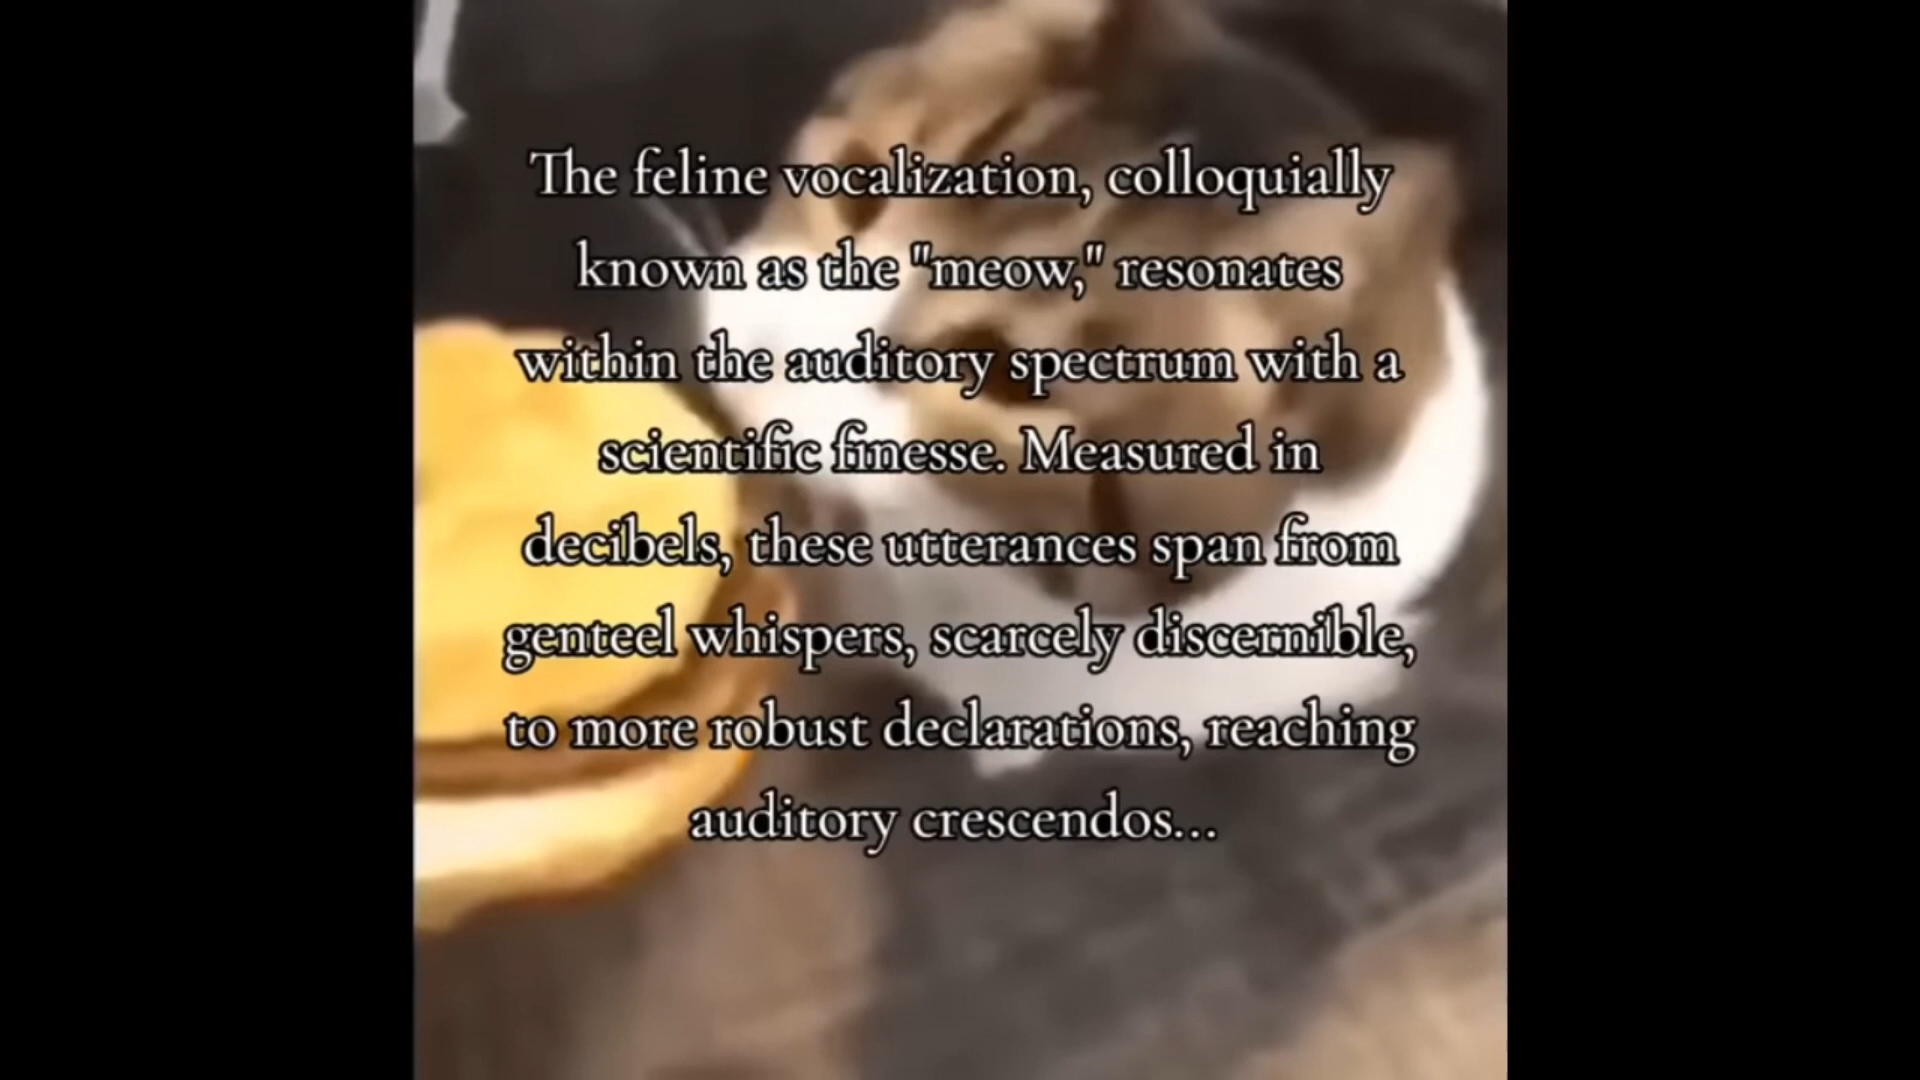 The feline vocalization, colloquially
known as the "meow," resonates
within the auditory spectrum with a
scientific finesse. Measured in
decibels, these utterances span from
genteel whispers, scarcely discernible,
to more robust declarations, reaching
auditory crescendos...